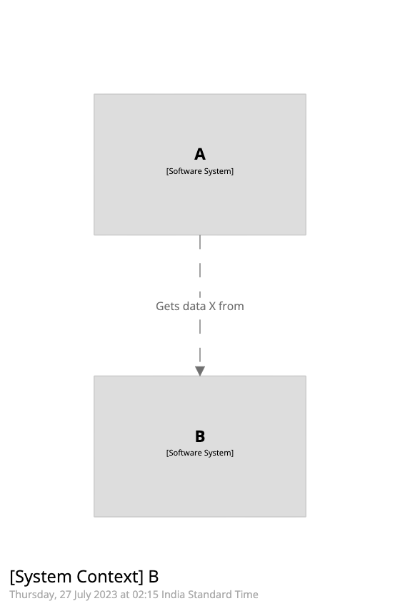 A
[Software System]
Gets data X from
B
[Software System]
[System Context] B
Thursday, 27 July 2023 at 02:15 India Standard Time